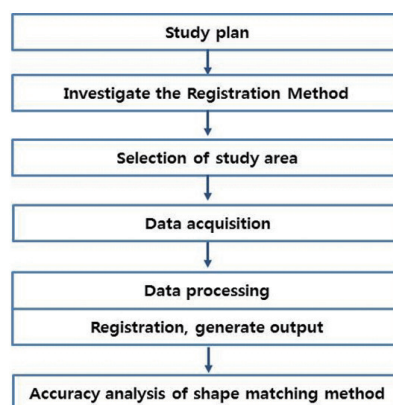 Study plan
Investigate the Registration Method
Selection of study area
Data acquisition
Data processing
Registration, generate output
Accuracy analysis of shape matching method